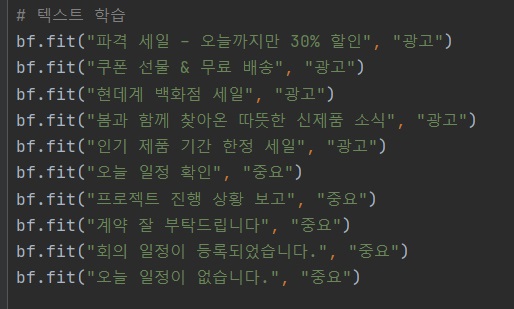 # 텍스트 학습
bf.fit("파격 세일 - 오늘까지만 30% 할인", "광고")
bf.fit("쿠폰 선물 & 무료 배송", "광고")
bf.fit("현데계 백화점 세일", "광고")
bf.fit("봄과 함께 찾아온 따뜻한 신제품 소식", "광고")
bf.fit("인기 제품 기간 한정 세일", "광고")
bf.fit("오늘 일정 확인", "중요")
bf.fit("프로젝트 진행 상황 보고", "중요")
bf.fit("계약 잘 부탁드립니다", "중요")
bf.fit("회의 일정이 등록되었습니다.", "중요")
bf.fit("오늘 일정이 없습니다.", "중요")